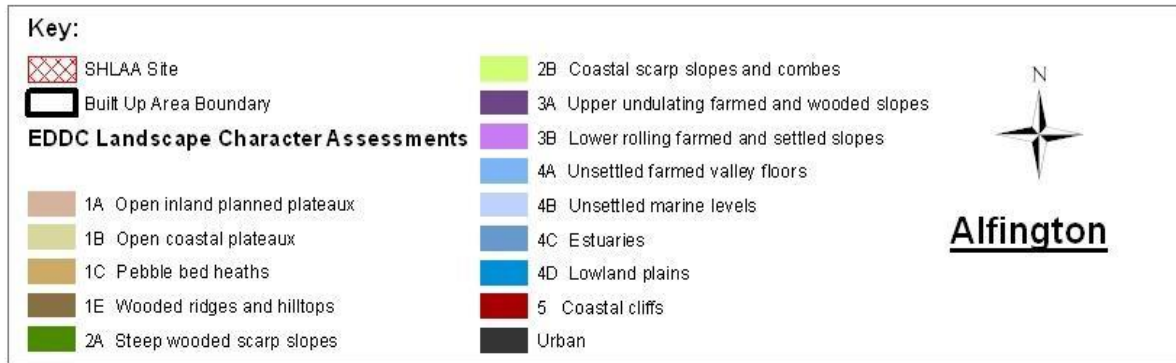 Key:
SHLAA Site
Built Up Area Boundary
EDDC Landscape Character Assessments
1A Open inland planned plateaux
1B Open coastal plateaux
1C Pebble bed heaths
1E Wooded ridges and hilltops
2A Steep wooded scarp slopes
2B Coastal scarp slopes and combes
3A Upper undulating farmed and wooded slopes
3B Lower rolling farmed and settled slopes
4A Unsettled farmed valley floors
4B Unsettled marine levels
4C Estuaries
4D Lowland plains
5 Coastal cliffs
Urban
N
Alfington